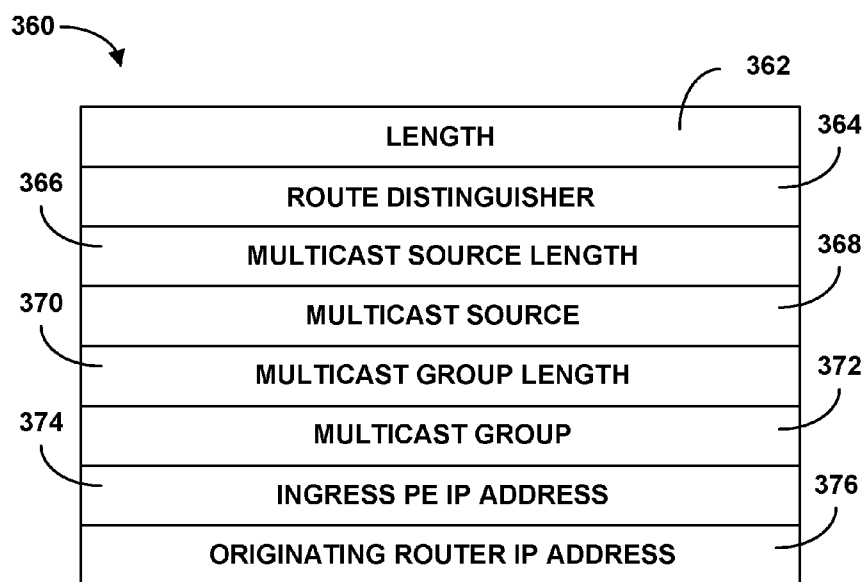 360
362
LENGTH
364
ROUTE DISTINGUISHER
366
MULTICAST SOURCE LENGTH
368
MULTICAST SOURCE
370
MULTICAST GROUP LENGTH
372
MULTICAST GROUP
374
INGRESS PE IP ADDRESS
376
ORIGINATING ROUTER IP ADDRESS